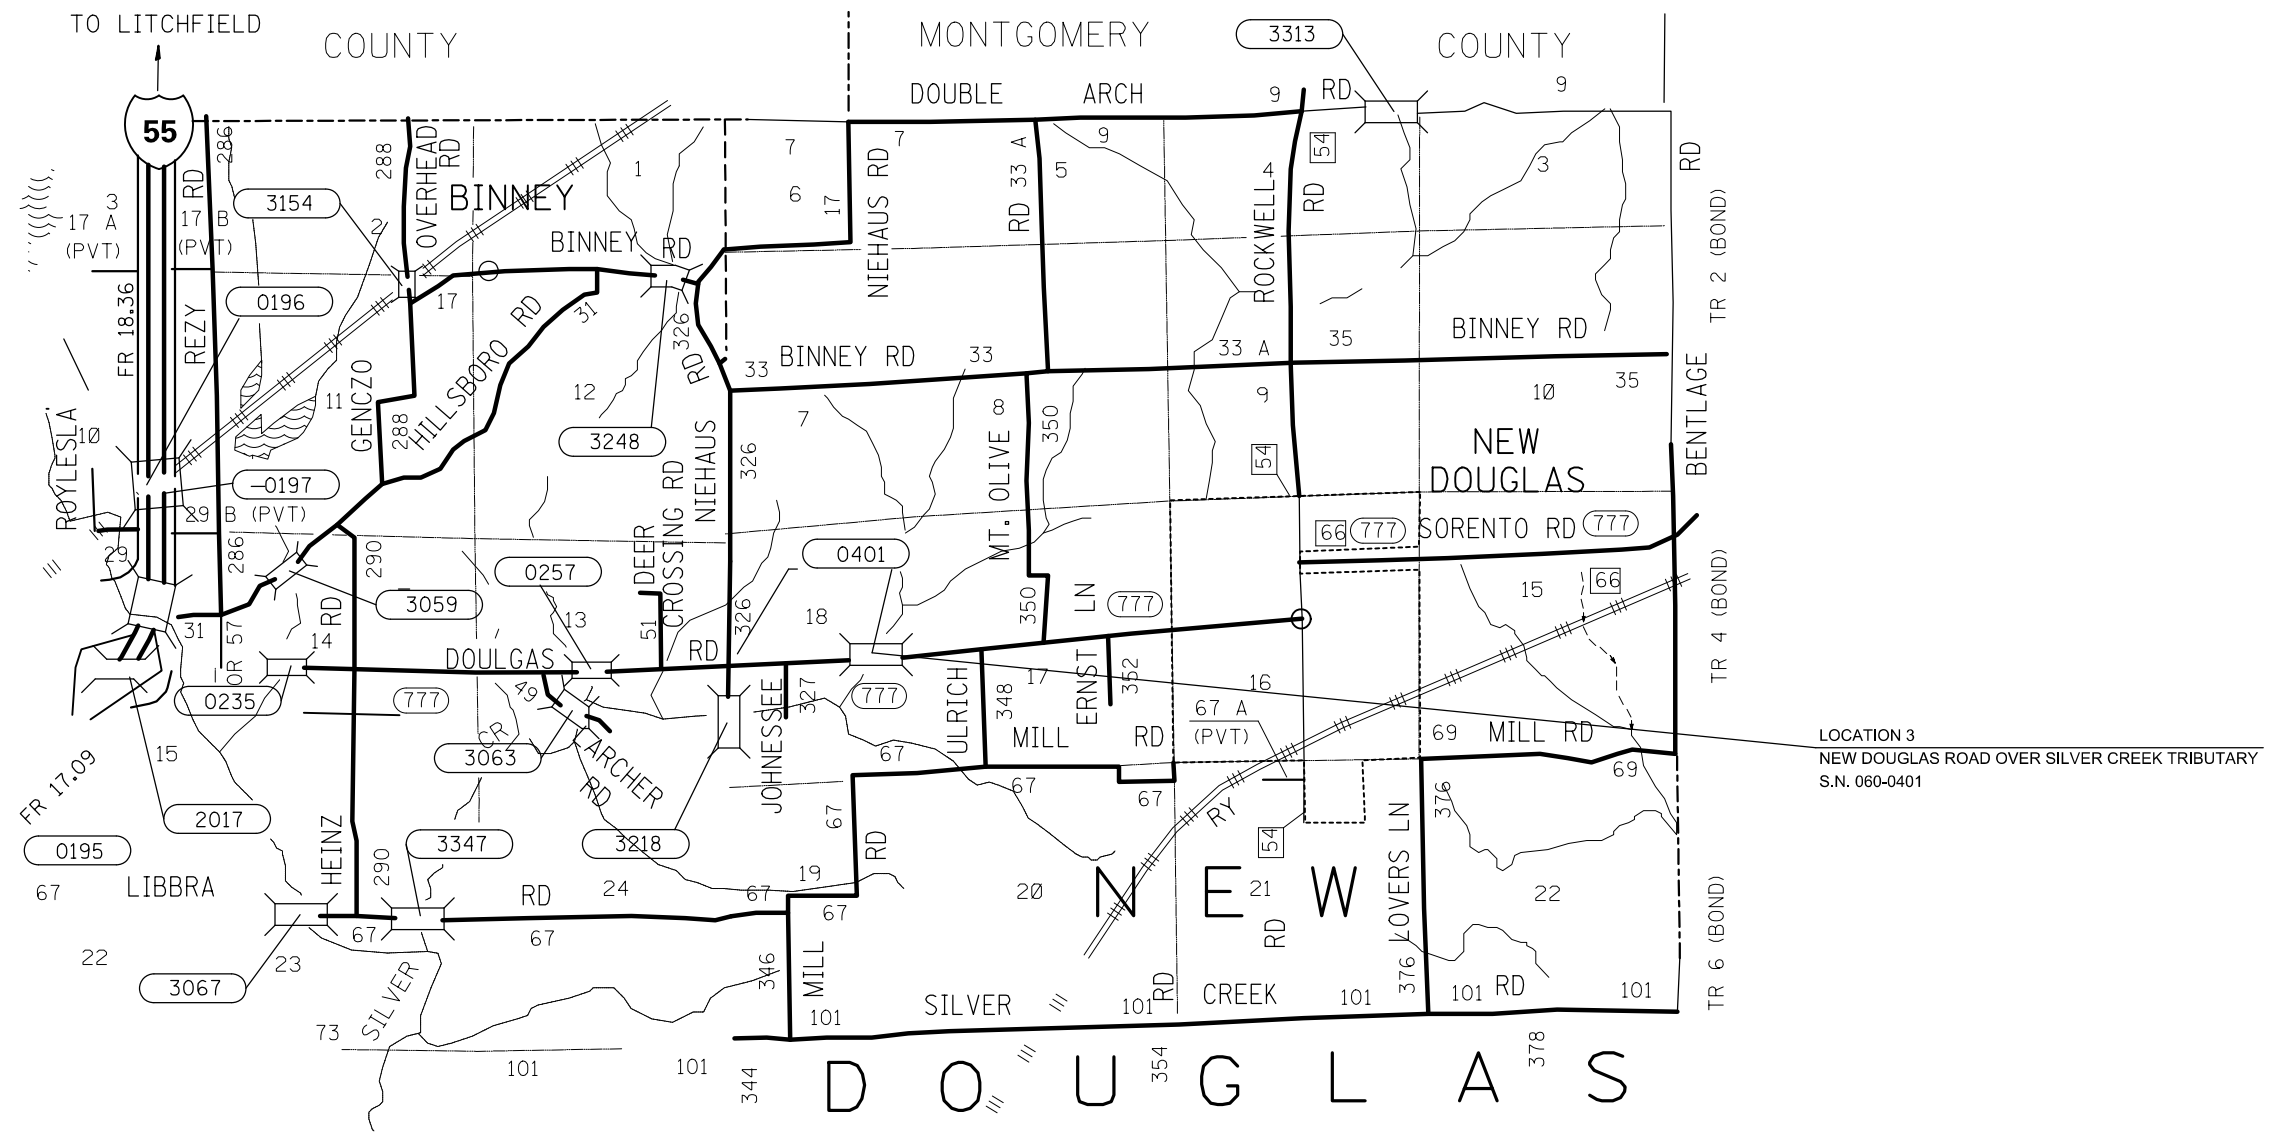 TO LITCHFIELD
COUNTY
MONTGOMERY
3313
COUNTY
9
DOUBLE
ARCH
9
RD
55
286
288
OVERHEAD
RD
7
7
RD 33 A
9
54
RD
1
5
4
3
RD
3
17 A
(PVT)
RD
17 B
(PVT)
3154
2
BINNEY
6
17
NIEHAUS RD
ROCKWELL
RD
TR 2 (BOND)
BINNEY
RD
FR 18.36
REZY
0196
17
31
RD
326
RD
33
BINNEY RD
33
33 A
35
BINNEY RD
BENTLAGE
11
GENCZO
288
HILLSBORO
12
7
8
350
9
10
35
10
ROYLESLA.
3248
NIEHAUS
326
MT. OLIVE
54
NEW
DOUGLAS
0197
29 B (PVT)
DEER
CROSSING RD
66
777
SORENTO RD
777
29
286
290
0401
0257
3059
RD
13
51
326
18
350
LN
777
15
66
TR 4 (BOND)
31
OR 57
14
DOULGAS
RD
0235
777
49
CR
JOHNESSEE
327
777
ULRICH
348
17
ERNST
352
16
67 A
(PVT)
MILL
RD
69
MILL RD
LOCATION 3
NEW DOUGLAS ROAD OVER SILVER CREEK TRIBUTARY
S.N. 060-0401
FR 17.09
15
3063
LARCHER
RD
67
67
67
69
2017
3347
3218
67
RD
RY
54
376
0195
67
LIBBRA
HEINZ
290
RD
24
67
19
67
20
N E W
21
RD
LOVERS LN
22
TR 6 (BOND)
22
23
67
67
3067
SILVER
346
MILL
SILVER
101
RD
CREEK
101
376
101
RD
101
73
101
101
101
344
354
378
D O U G L A S